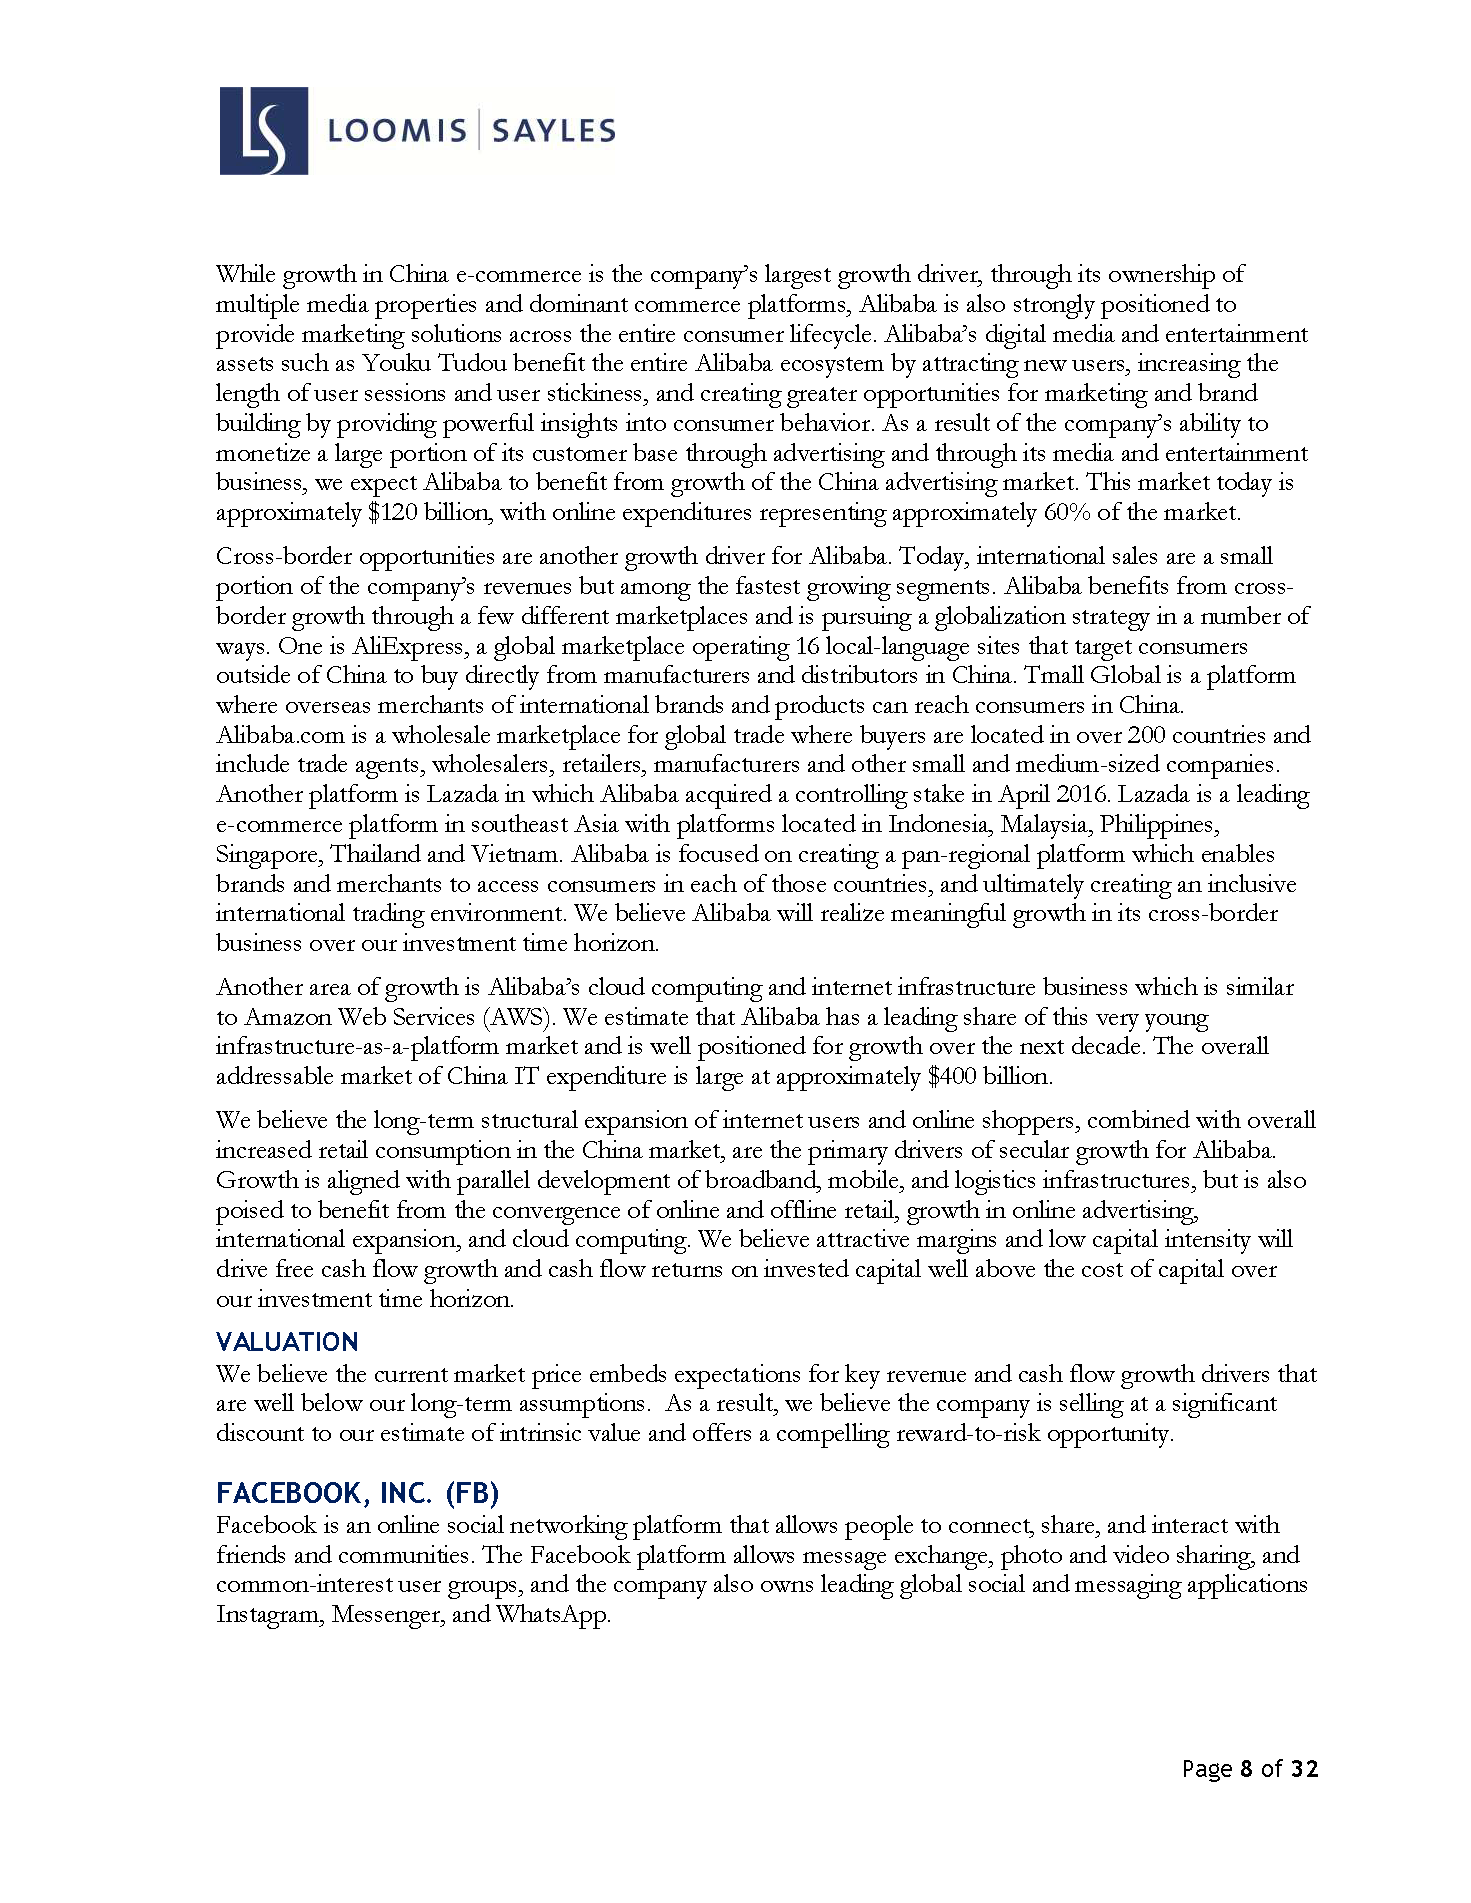 LS LOOMIS | SAYLES
While growth in China e-commerce is the company’s largest growth driver, through its ownership of
multiple media properties and dominant commerce platforms, Alibaba is also strongly positioned to
provide marketing solutions across the entire consumer lifecycle. Alibaba’s digital media and entertainment
assets such as Youku Tudou benefit the entire Alibaba ecosystem by attracting new users, increasing the
length of user sessions and user stickiness, and creating greater opportunities for marketing and brand
building by providing powerful insights into consumer behavior. As a result of the company’s ability to
monetize a large portion of its customer base through advertising and through its media and entertainment
business, we expect Alibaba to benefit from growth of the China advertising market. This market today is
approximately $120 billion, with online expenditures representing approximately 60% of the market.
Cross-border opportunities are another growth driver for Alibaba. Today, international sales are a small
portion of the company’s revenues but among the fastest growing segments. Alibaba benefits from cross-
border growth through a few different marketplaces and is pursuing a globalization strategy in a number of
ways. One is AliExpress, a global marketplace operating 16 local-language sites that target consumers
outside of China to buy directly from manufacturers and distributors in China. Tmall Global is a platform
where overseas merchants of international brands and products can reach consumers in China.
Alibaba.com is a wholesale marketplace for global trade where buyers are located in over 200 countries and
include trade agents, wholesalers, retailers, manufacturers and other small and medium-sized companies.
Another platform is Lazada in which Alibaba acquired a controlling stake in April 2016. Lazada is a leading
e-commerce platform in southeast Asia with platforms located in Indonesia, Malaysia, Philippines,
Singapore, Thailand and Vietnam. Alibaba is focused on creating a pan-regional platform which enables
brands and merchants to access consumers in each of those countries, and ultimately creating an inclusive
international trading environment. We believe Alibaba will realize meaningful growth in its cross-border
business over our investment time horizon.
Another area of growth is Alibaba’s cloud computing and internet infrastructure business which is similar
to Amazon Web Services (AWS). We estimate that Alibaba has a leading share of this very young
infrastructure-as-a-platform market and is well positioned for growth over the next decade. The overall
addressable market of China IT expenditure is large at approximately $400 billion.
We believe the long-term structural expansion of internet users and online shoppers, combined with overall
increased retail consumption in the China market, are the primary drivers of secular growth for Alibaba.
Growth is aligned with parallel development of broadband, mobile, and logistics infrastructures, but is also
poised to benefit from the convergence of online and offline retail, growth in online advertising,
international expansion, and cloud computing. We believe attractive margins and low capital intensity will
drive free cash flow growth and cash flow returns on invested capital well above the cost of capital over
our investment time horizon.
VALUATION
We believe the current market price embeds expectations for key revenue and cash flow growth drivers that
are well below our long-term assumptions.  As a result, we believe the company is selling at a significant
discount to our estimate of intrinsic value and offers a compelling reward-to-risk opportunity.
FACEBOOK, INC. (FB)
Facebook is an online social networking platform that allows people to connect, share, and interact with
friends and communities. The Facebook platform allows message exchange, photo and video sharing, and
common-interest user groups, and the company also owns leading global social and messaging applications
Instagram, Messenger, and WhatsApp.
Page 8 of 32